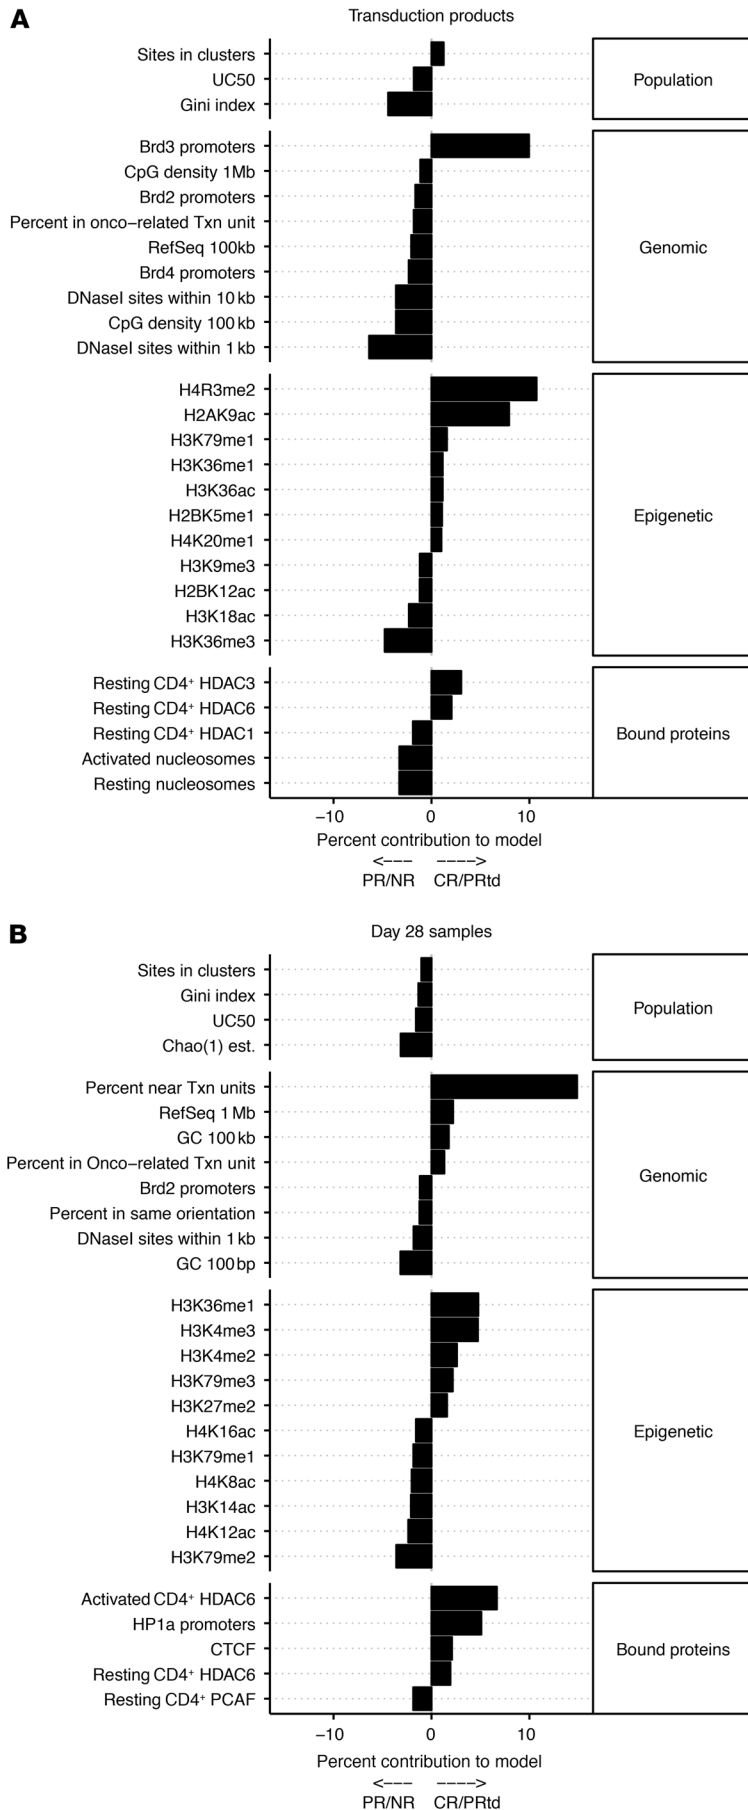 A
Transduction products
Sites in clusters
UC50
Gini index
Population
Brd3 promoters
CpG density 1Mb
Brd2 promoters
Percent in onco−related Txn unit
RefSeq 100kb
Brd4 promoters
DNaseI sites within 10 kb
CpG density 100 kb
DNaseI sites within 1 kb
Genomic
H4R3me2
H2AK9ac
H3K79me1
H3K36me1
H3K36ac
H2BK5me1
H4K20me1
H3K9me3
H2BK12ac
H3K18ac
H3K36me3
Epigenetic
Resting CD4⁺ HDAC3
Resting CD4⁺ HDAC6
Resting CD4⁺ HDAC1
Activated nucleosomes
Resting nucleosomes
Bound proteins
−10 0 10
Percent contribution to model
<−−− −−−−>
PR/NR CR/PRtd
B
Day 28 samples
Sites in clusters
Gini index
UC50
Chao(1) est.
Population
Percent near Txn units
RefSeq 1 Mb
GC 100 kb
Percent in Onco−related Txn unit
Brd2 promoters
Percent in same orientation
DNaseI sites within 1 kb
GC 100 bp
Genomic
H3K36me1
H3K4me3
H3K4me2
H3K79me3
H3K27me2
H4K16ac
H3K79me1
H4K8ac
H3K14ac
H4K12ac
H3K79me2
Epigenetic
Activated CD4⁺ HDAC6
HP1a promoters
CTCF
Resting CD4⁺ HDAC6
Resting CD4⁺ PCAF
Bound proteins
−10 0 10
Percent contribution to model
<−−− −−−−>
PR/NR CR/PRtd